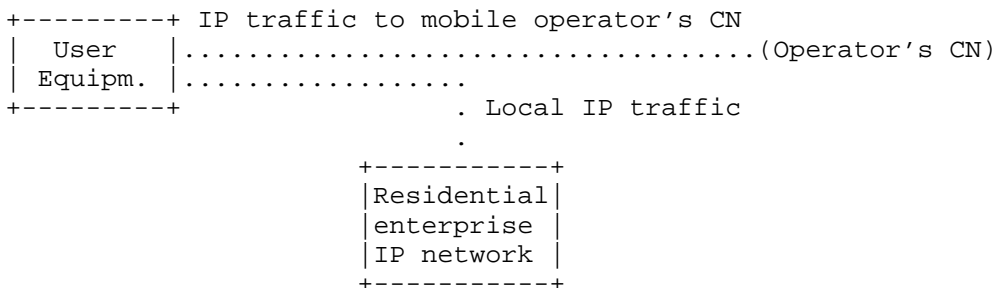 IP traffic to mobile operator's CN
User
(Operator's CN)
Equipm.
Local IP traffic
Residential
enterprise
IP network